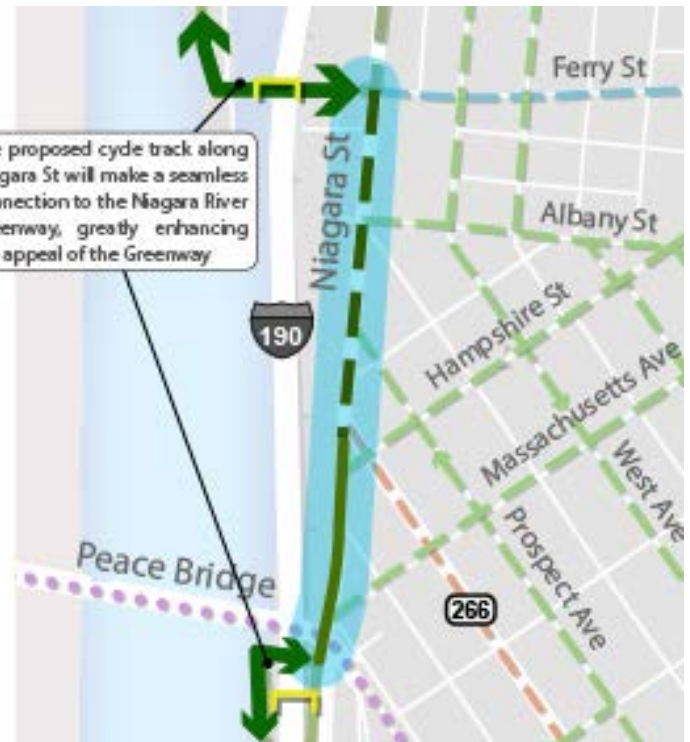 Ferry St
e proposed cycle track along
gara St will make a seamless
nnection to the Niagara River
enway, greatly enhancing
appeal of the Greenway
Niagara St
Albany St
190
Hampshire St
Massachusetts Ave
West Ave
Prospect Ave
Peace Bridge
266